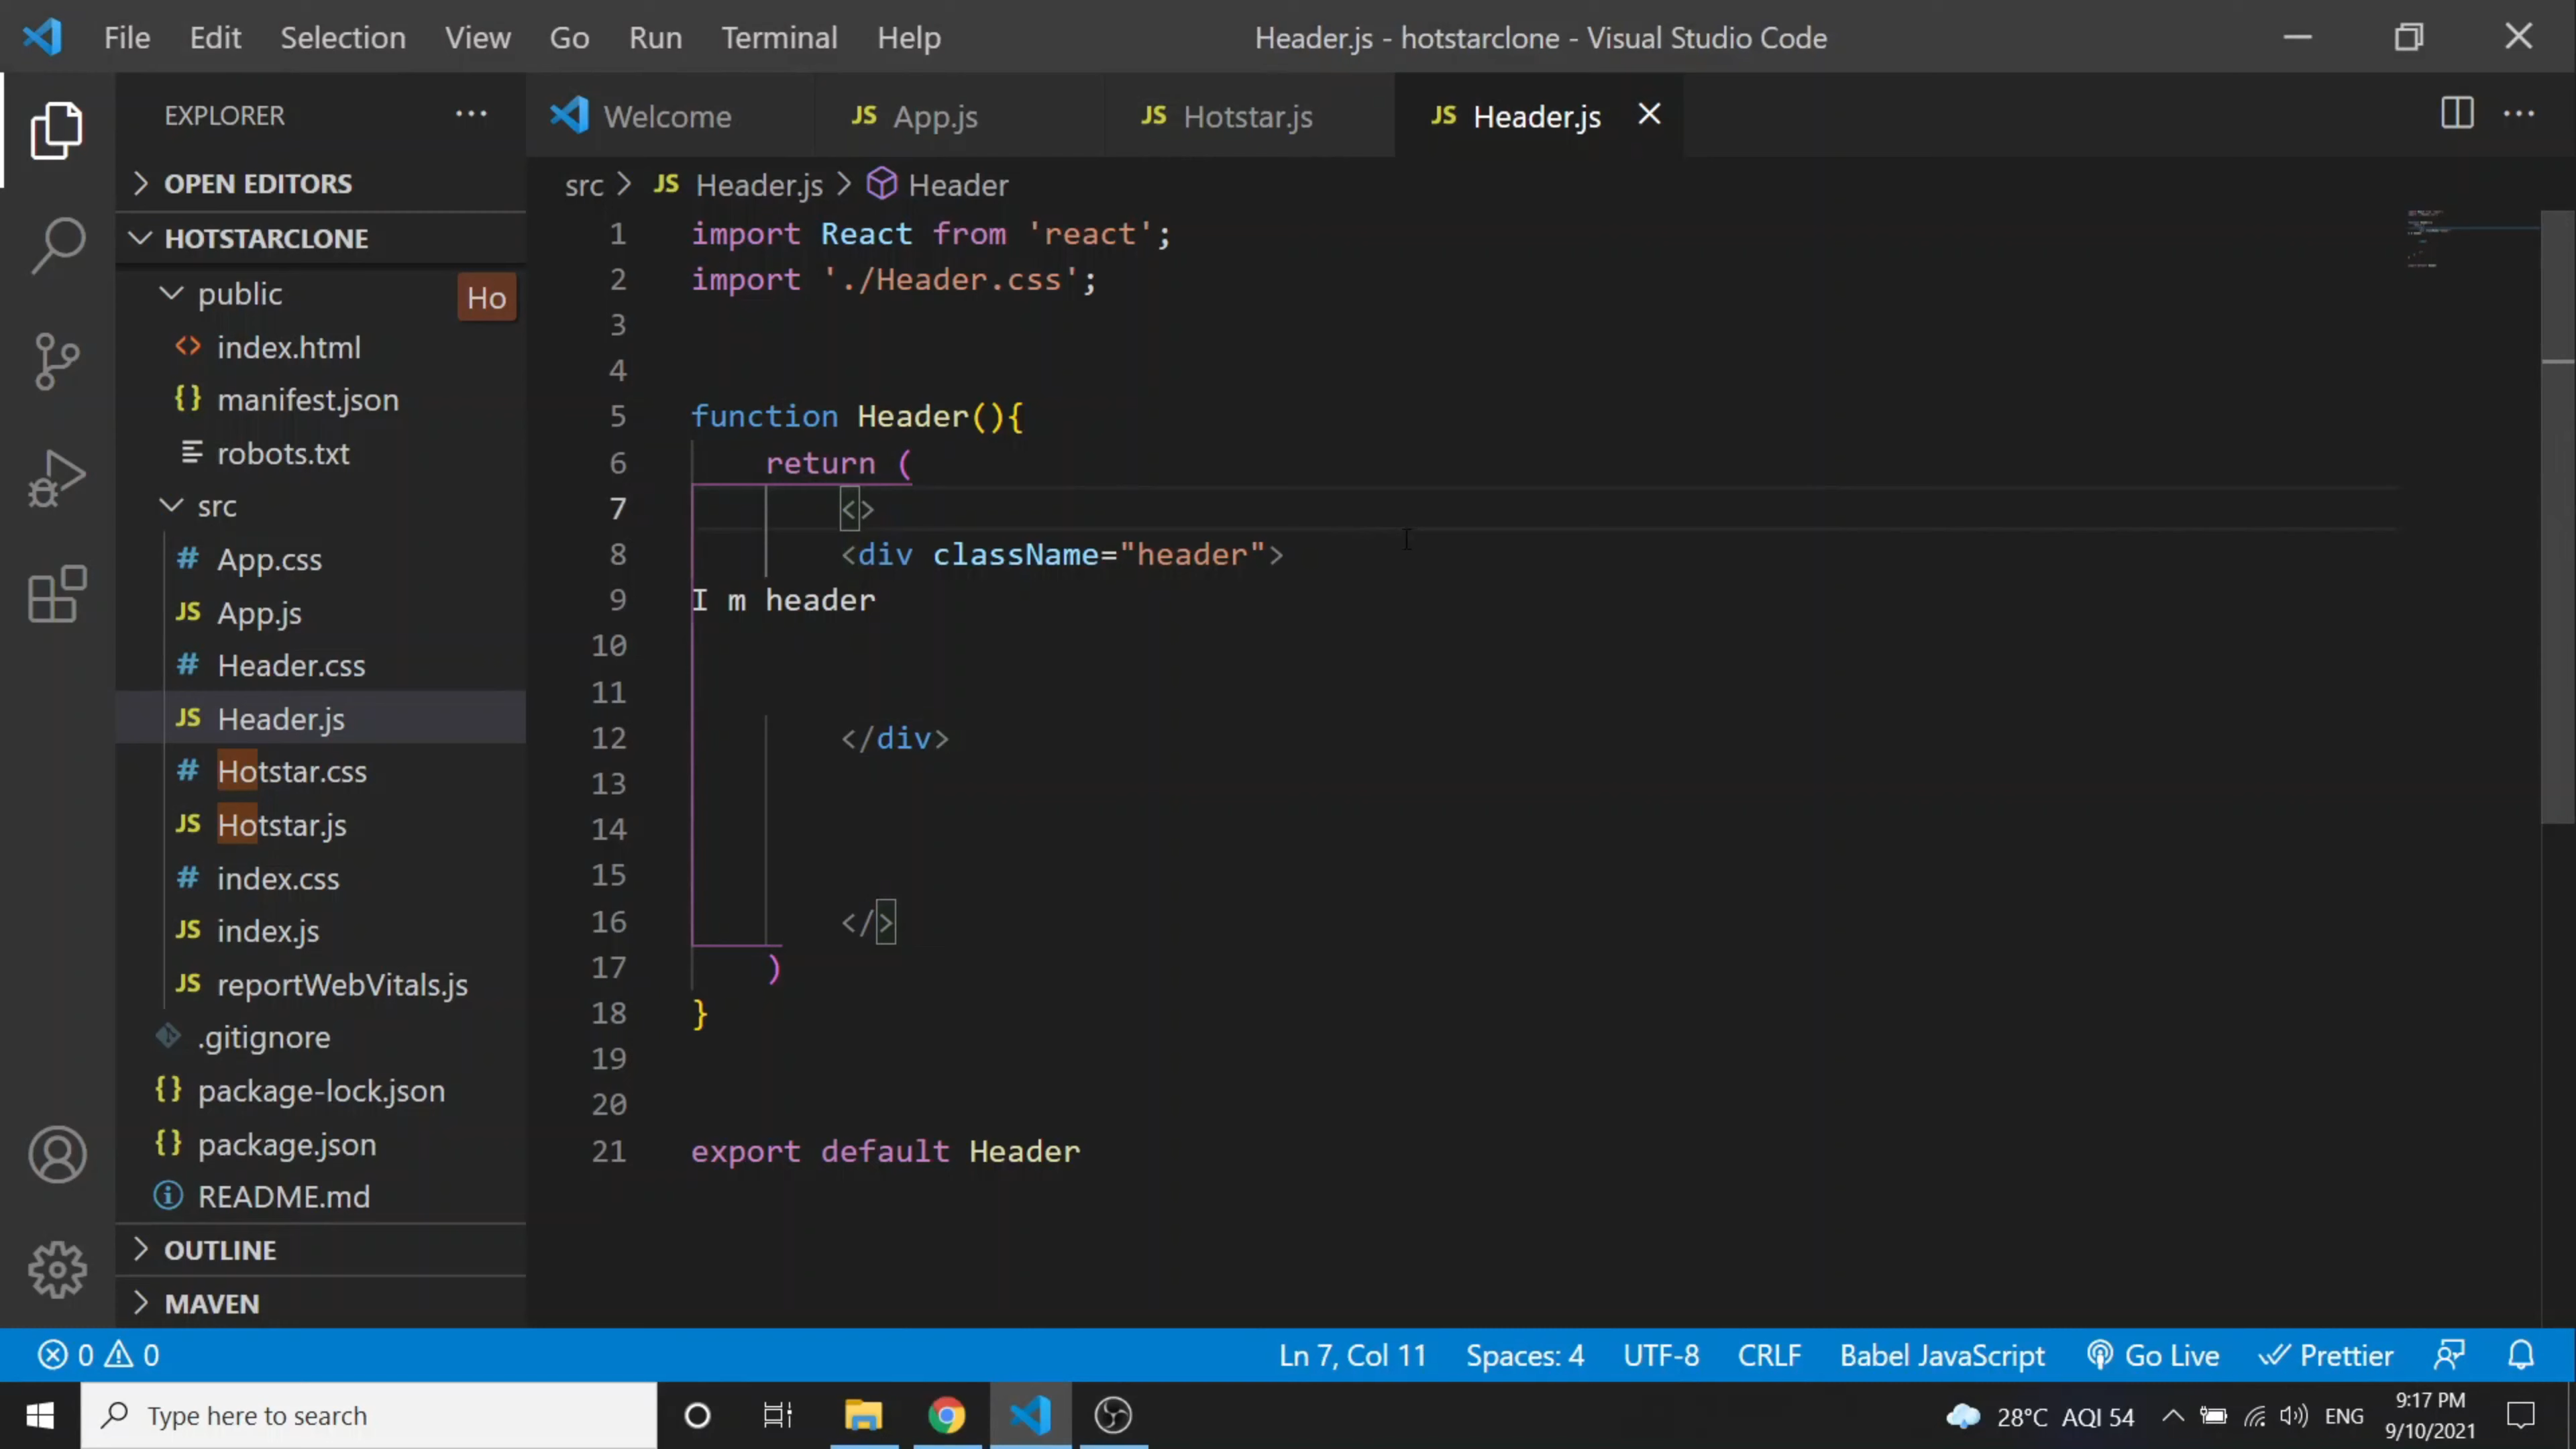 File Edit Selection View Go Run Terminal Help
Header.js - hotstarclone - Visual Studio Code
EXPLORER
OPEN EDITORS
HOTSTARCLONE
public
Ho
index.html
manifest.json
robots.txt
src
App.css
App.js
Header.css
Header.js
Hotstar.css
Hotstar.js
index.css
index.js
reportWebVitals.js
.gitignore
package-lock.json
package.json
README.md
OUTLINE
MAVEN
Welcome
JS App.js
JS Hotstar.js
JS Header.js
src > JS Header.js > Header
1 import React from 'react';
2 import './Header.css';
3
4
5 function Header(){
6 return (
7 <>
8 <div className="header">
9 I m header
10
11
12 </div>
13
14
15
16 </>
17 )
18 }
19
20
21 export default Header
0 0
Ln 7, Col 11 Spaces: 4 UTF-8 CRLF Babel JavaScript Go Live Prettier
Type here to search
28°C AQI 54
ENG
9:17 PM
9/10/2021